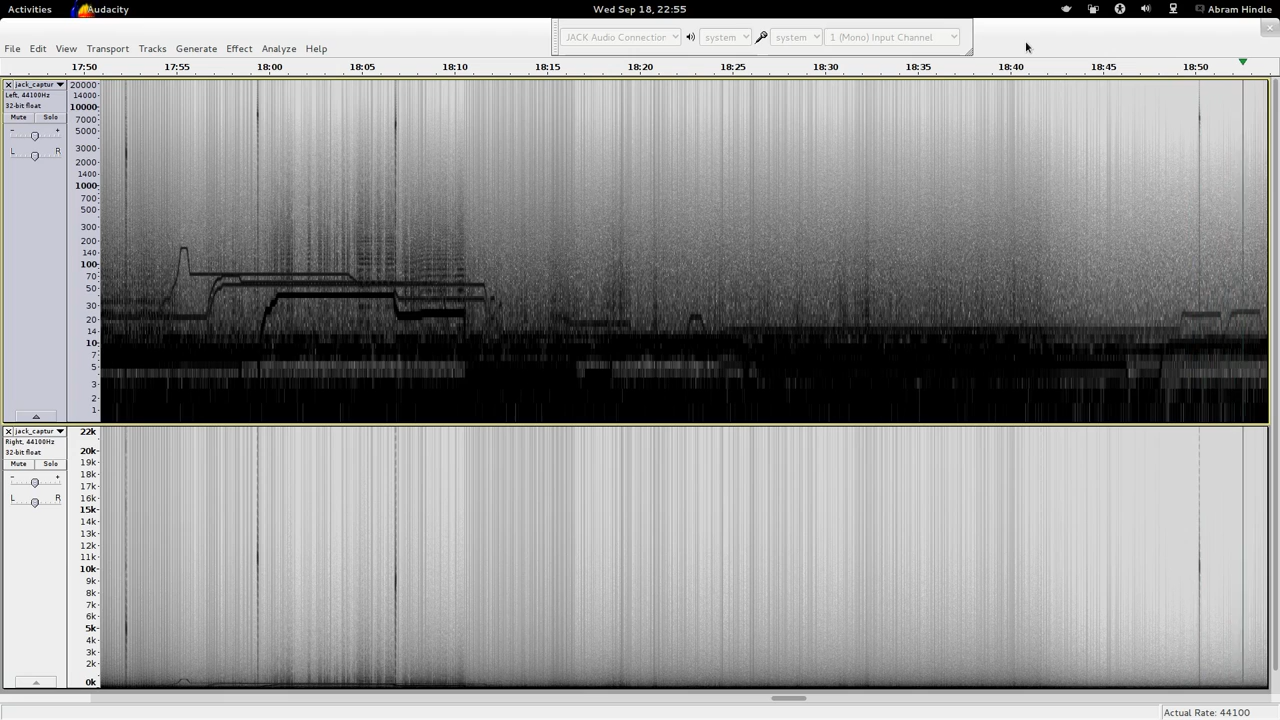 Activities Audacity Wed Sep 18, 22:55 Abram Hindle
JACK Audio Connection system system 1 (Mono) Input Channel
File Edit View Transport Tracks Generate Effect Analyze Help
17:50 17:55 18:00 18:05 18:10 18:15 18:20 18:25 18:30 18:35 18:40 18:45 18:50
jack_captur
Left, 44100Hz
32-bit float
Mute Solo
- +
L R
20000
14000
10000
7000
5000
3000
2000
1400
1000
700
500
300
200
140
100
70
50
30
20
14
10
7
5
3
2
1
jack_captur
Right, 44100Hz
32-bit float
Mute Solo
- +
L R
22k
20k
19k
18k
17k
16k
15k
14k
13k
12k
11k
10k
9k
8k
7k
6k
5k
4k
3k
2k
0k
Actual Rate: 44100